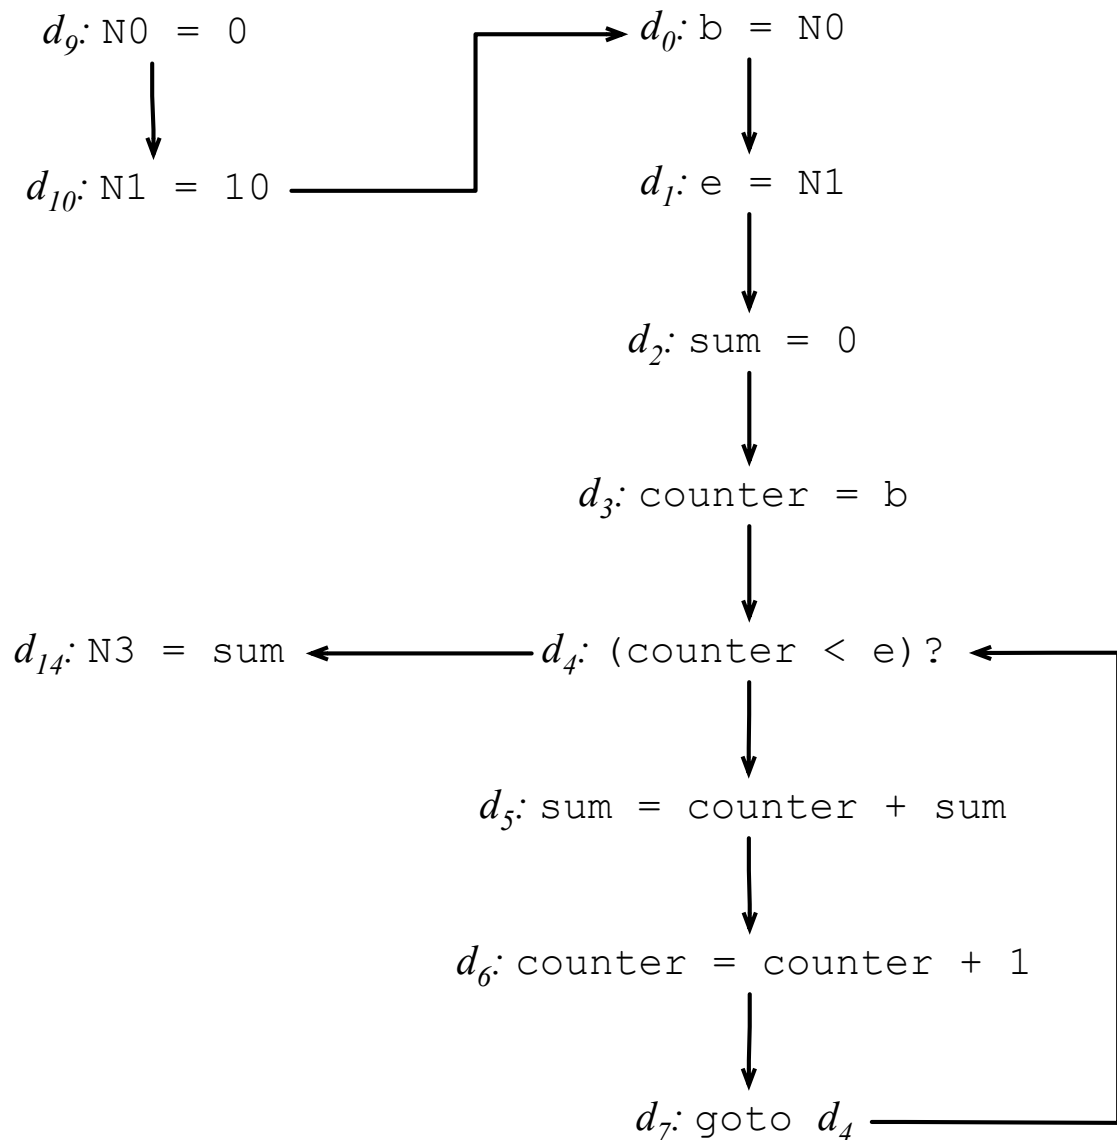 d9: N0 = 0
d10: N1 = 10
d0: b = N0
d1: e = N1
d2: sum = 0
d3: counter = b
d14: N3 = sum
d4: (counter < e)?
d5: sum = counter + sum
d6: counter = counter + 1
d7: goto d4